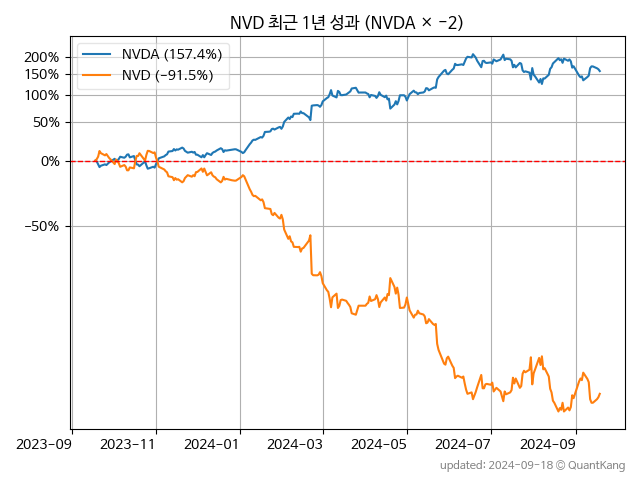 NVD 최근 1년 성과 (NVDA × −2)
NVDA (157.4%)
NVD (−91.5%)
200%
150%
100%
50%
0%
−50%
2023−09 2023−11 2024−01 2024−03 2024−05 2024−07 2024−09
updated: 2024−09−18 @ QuantKang